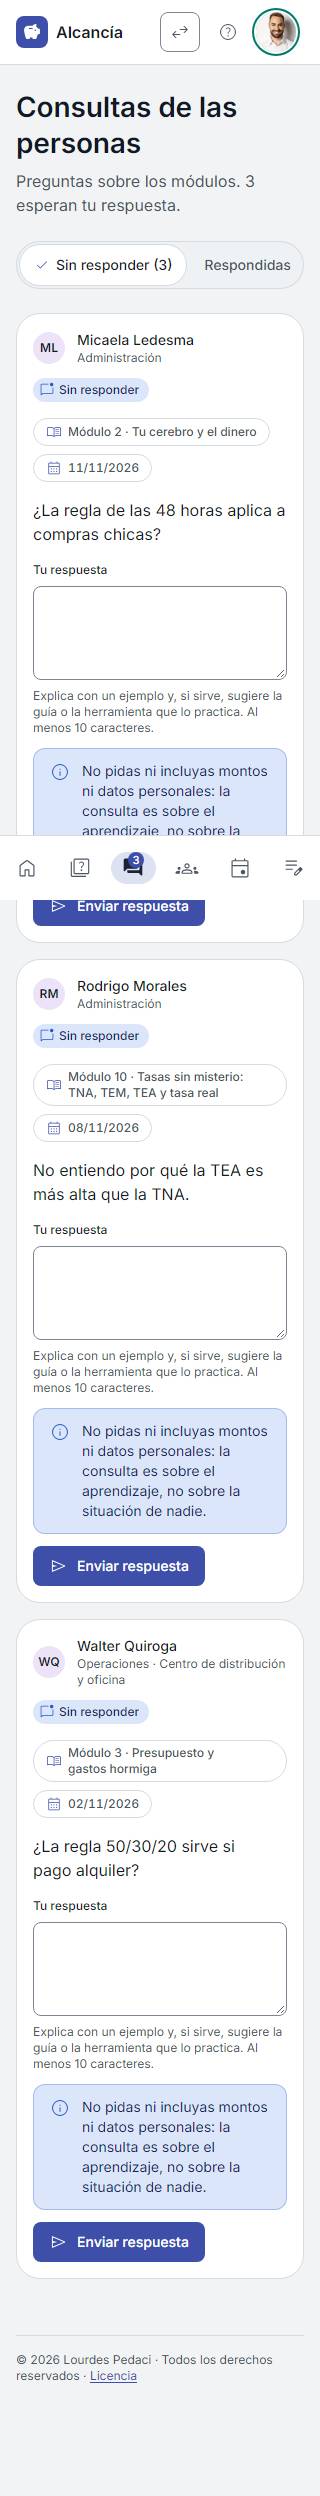 Alcancía
Consultas de las
personas
Preguntas sobre los módulos. 3
esperan tu respuesta.
Sin responder (3)
Respondidas
ML
Micaela Ledesma
Administración
Sin responder
Módulo 2 · Tu cerebro y el dinero
11/11/2026
¿La regla de las 48 horas aplica a
compras chicas?
Tu respuesta
Explica con un ejemplo y, si sirve, sugiere la
guía o la herramienta que lo practica. Al
menos 10 caracteres.
No pidas ni incluyas montos
ni datos personales: la
consulta es sobre el
aprendizaje, no sobre la
3
Enviar respuesta
RM
Rodrigo Morales
Administración
Sin responder
Módulo 10 · Tasas sin misterio:
TNA, TEM, TEA y tasa real
08/11/2026
No entiendo por qué la TEA es
más alta que la TNA.
Tu respuesta
Explica con un ejemplo y, si sirve, sugiere la
guía o la herramienta que lo practica. Al
menos 10 caracteres.
No pidas ni incluyas montos
ni datos personales: la
consulta es sobre el
aprendizaje, no sobre la
situación de nadie.
Enviar respuesta
WQ
Walter Quiroga
Operaciones · Centro de distribución
y oficina
Sin responder
Módulo 3 · Presupuesto y
gastos hormiga
02/11/2026
¿La regla 50/30/20 sirve si
pago alquiler?
Tu respuesta
Explica con un ejemplo y, si sirve, sugiere la
guía o la herramienta que lo practica. Al
menos 10 caracteres.
No pidas ni incluyas montos
ni datos personales: la
consulta es sobre el
aprendizaje, no sobre la
situación de nadie.
Enviar respuesta
© 2026 Lourdes Pedaci · Todos los derechos
reservados · Licencia